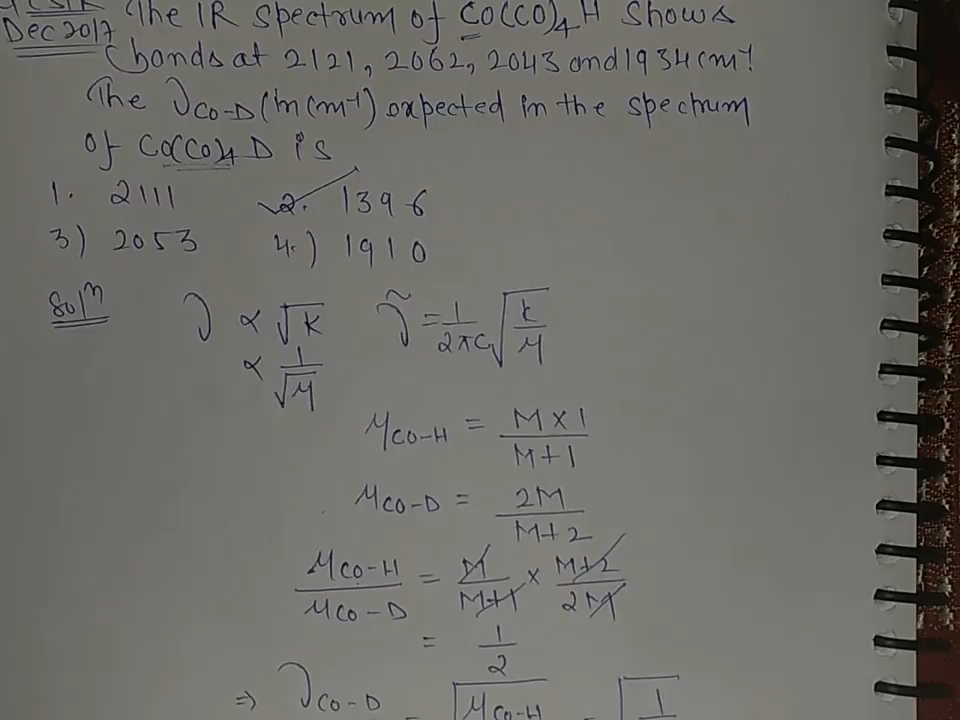 Dec 2017 The IR Spectrum of Co(CO)4H Shows
bands at 2121, 2062, 2043 and 1934 cm-1.
The νCO-D (in cm-1) expected in the spectrum
of Co(CO)4D is
1. 2111 2. 1396
3) 2053 4.) 1910
Solⁿ ν ∝ √K ν̃ = 1/2πc √(k/μ)
∝ 1/√μ
μCO-H = M×1/M+1
μCO-D = 2M/M+2
μCO-H/μCO-D = M/M+1 × M+2/2M
= 1/2
⇒ νCO-D = √μCO-H = √1